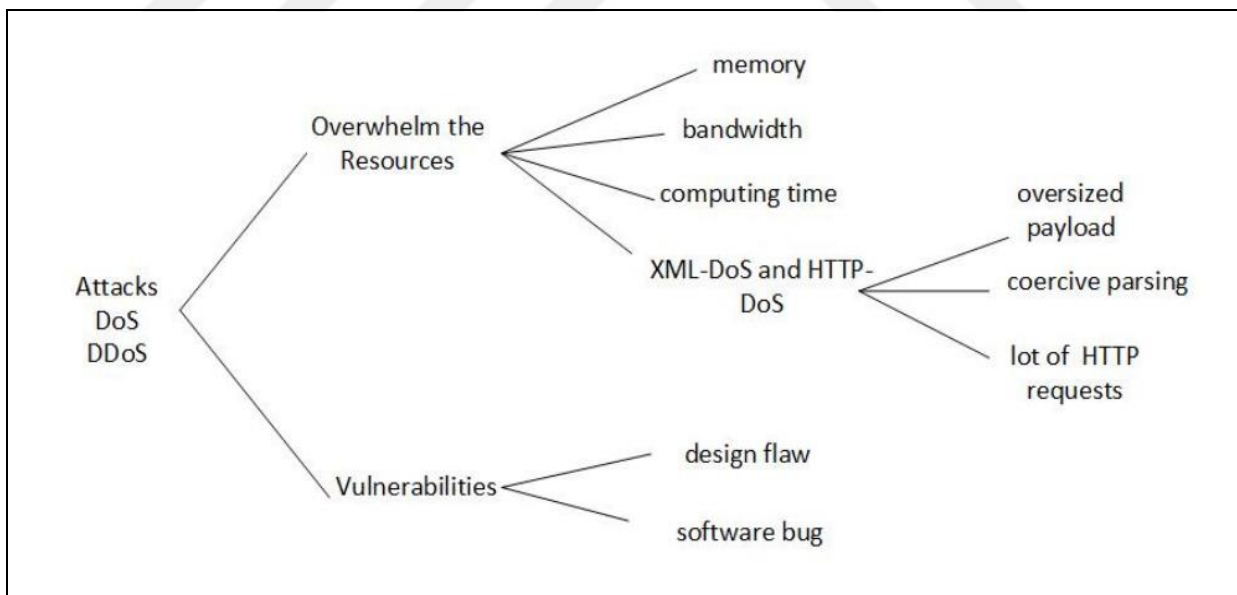 memory
Overwhelm the
Resources
bandwidth
computing time
oversized
payload
XML-DoS and HTTP-
DoS
coercive parsing
lot of HTTP
requests
Attacks
DoS
DDoS
Vulnerabilities
design flaw
software bug